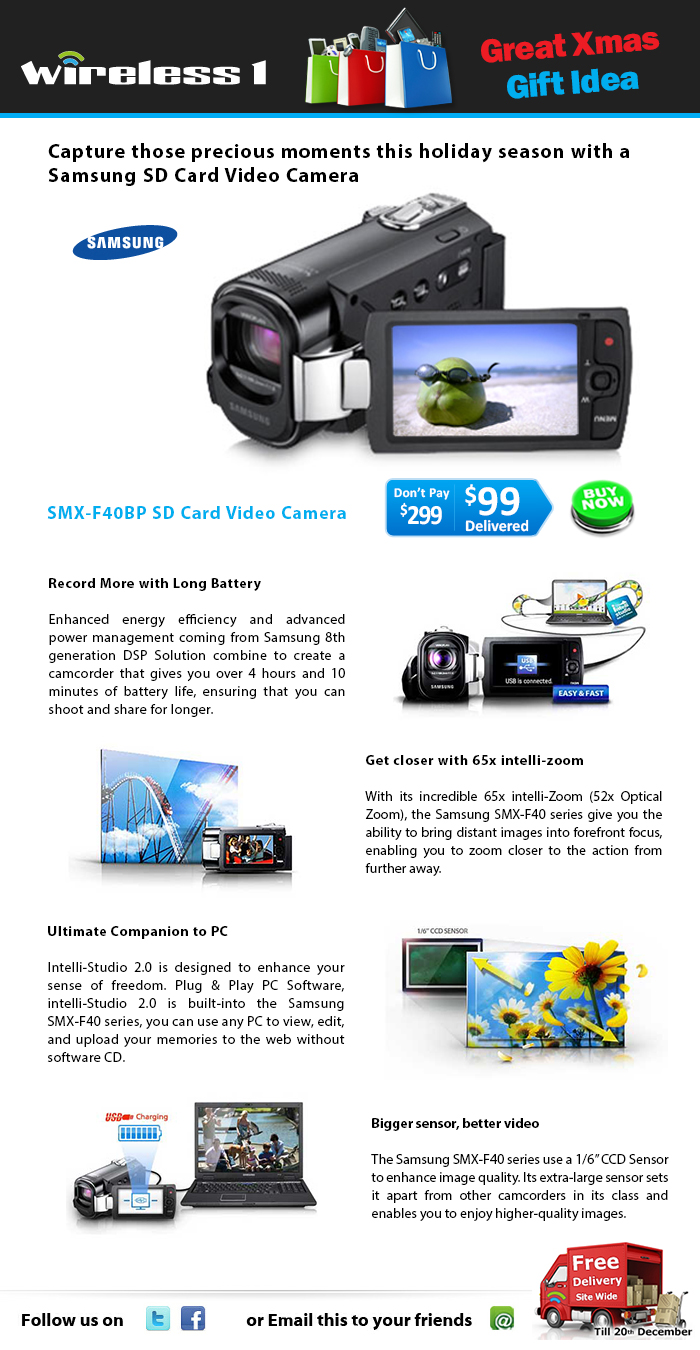 wireless 1
Great Xmas
Gift Idea
Capture those precious moments this holiday season with a
Samsung SD Card Video Camera
SAMSUNG
SAMSUNG
T
W
MENU
SMX-F40BP SD Card Video Camera
Don't Pay
$299
$99
Delivered
BUY
NOW
Record More with Long Battery
Enhanced energy efficiency and advanced
power management coming from Samsung 8th
generation DSP Solution combine to create a
camcorder that gives you over 4 hours and 10
minutes of battery life, ensuring that you can
shoot and share for longer.
SAMSUNG
USB
USB is connected.
EASY & FAST
Get closer with 65x intelli-zoom
With its incredible 65x intelli-Zoom (52x Optical
Zoom), the Samsung SMX-F40 series give you the
ability to bring distant images into forefront focus,
enabling you to zoom closer to the action from
further away.
Ultimate Companion to PC
Intelli-Studio 2.0 is designed to enhance your
sense of freedom. Plug & Play PC Software,
intelli-Studio 2.0 is built-into the Samsung
SMX-F40 series, you can use any PC to view, edit,
and upload your memories to the web without
software CD.
1/6" CCD SENSOR
USB Charging
Bigger sensor, better video
The Samsung SMX-F40 series use a 1/6” CCD Sensor
to enhance image quality. Its extra-large sensor sets
it apart from other camcorders in its class and
enables you to enjoy higher-quality images.
Free
Delivery
Site Wide
Till 20th December
Follow us on
or Email this to your friends